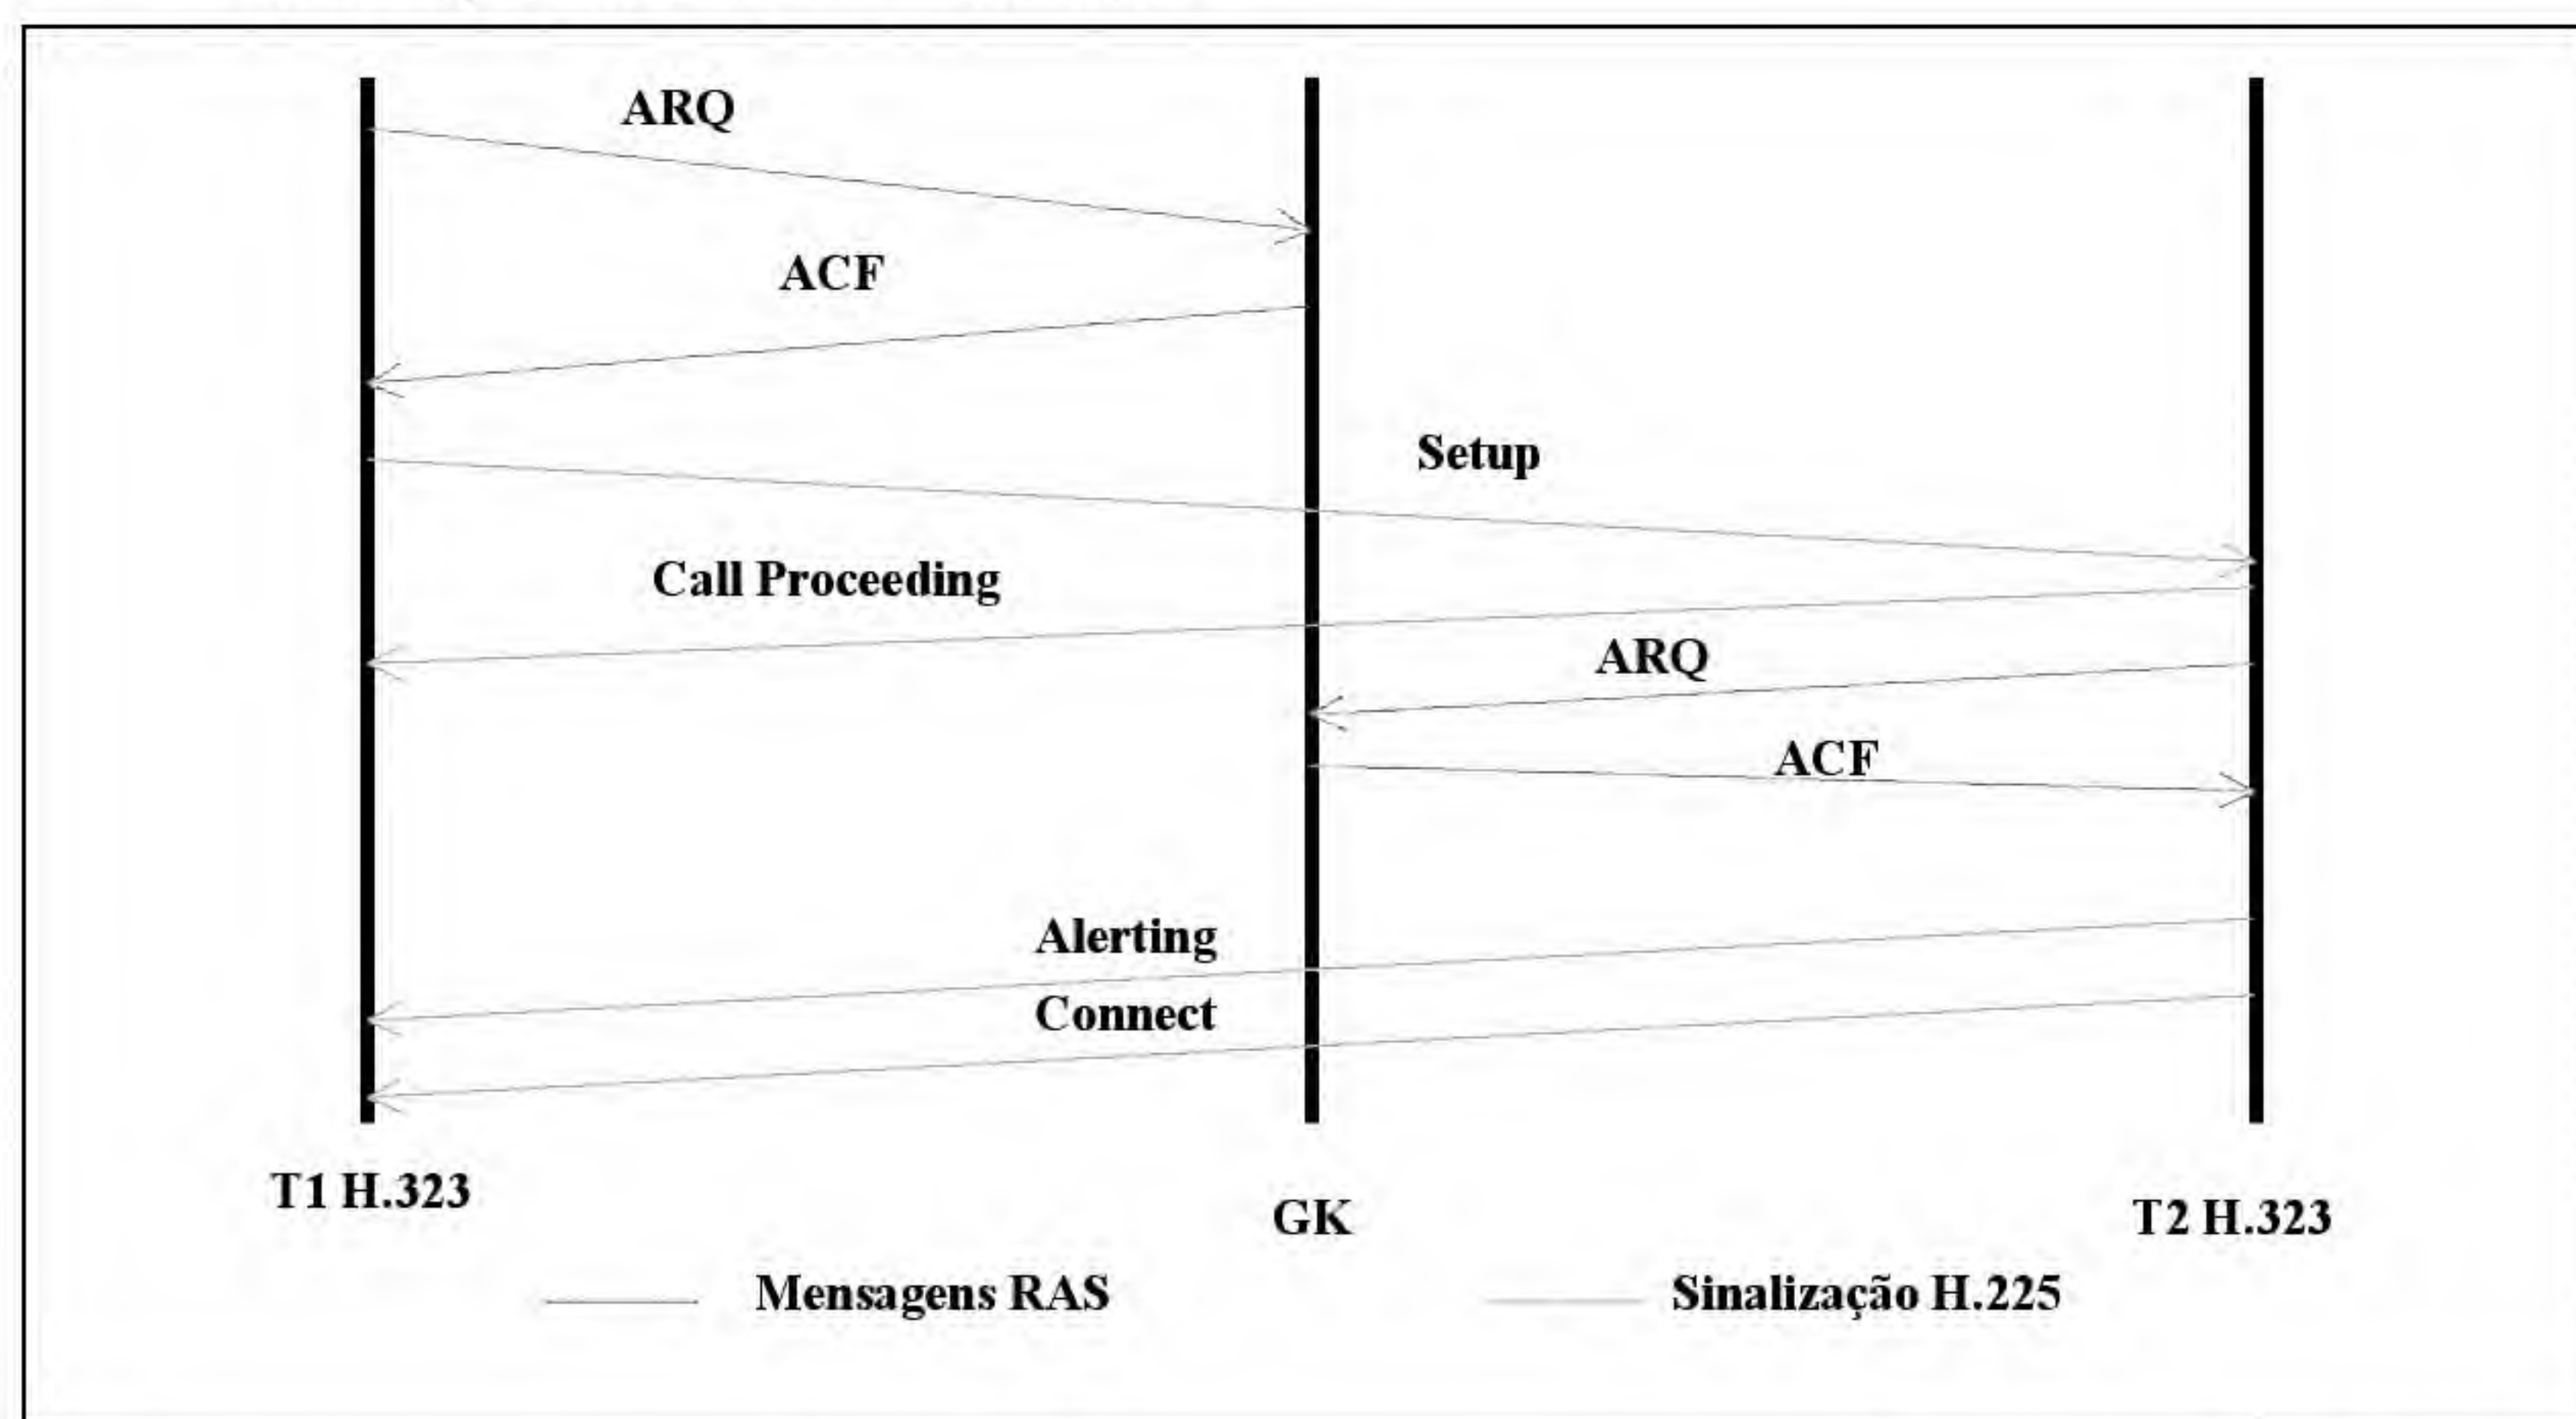 ARQ
ACF
Setup
Call Proceeding
ARQ
ACF
Alerting
Connect
T1 H.323
GK
T2 H.323
Mensagens RAS
Sinalização H.225